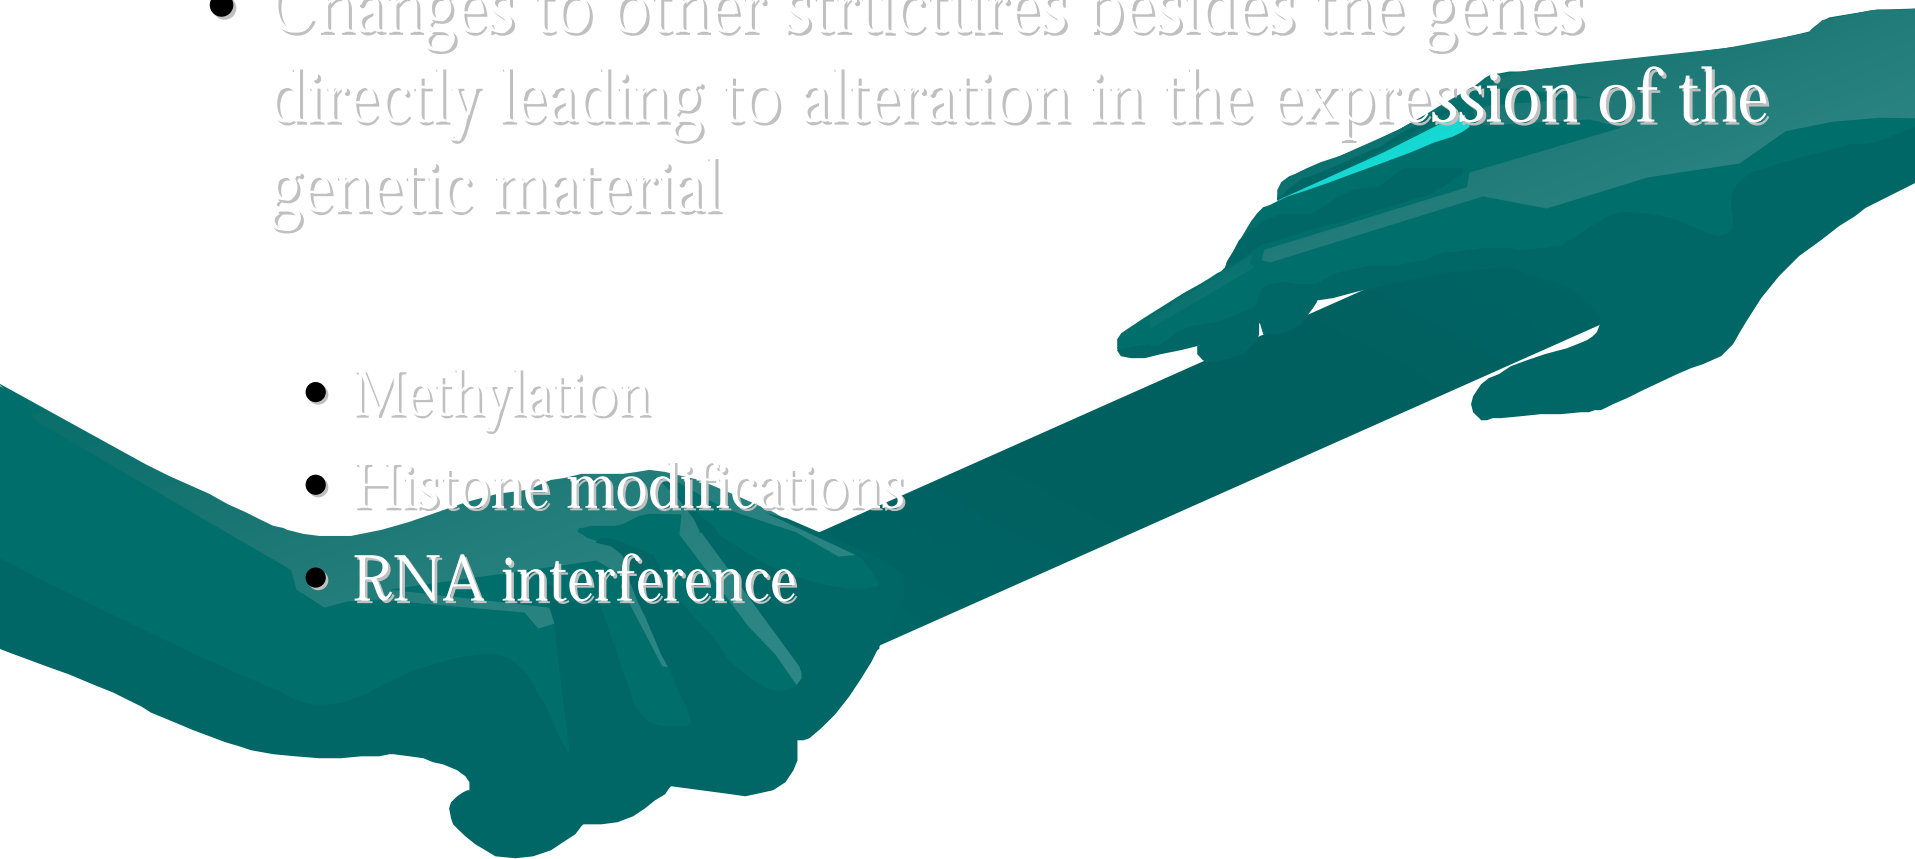 • Changes to other structures besides the genes
directly leading to alteration in the expression of the
genetic material
• Methylation
• Histone modifications
• RNA interference